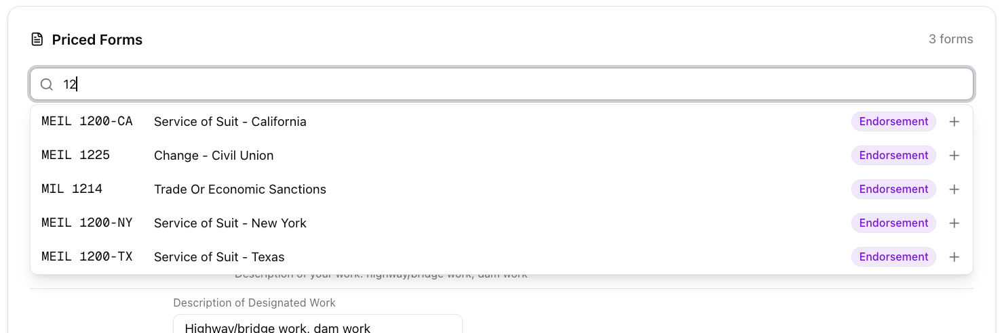 Priced Forms 3 forms
12
MEIL 1200-CA Service of Suit - California Endorsement +
MEIL 1225 Change - Civil Union Endorsement +
MIL 1214 Trade Or Economic Sanctions Endorsement +
MEIL 1200-NY Service of Suit - New York Endorsement +
MEIL 1200-TX Service of Suit - Texas Endorsement +
Description of your work: highway/bridge work, dam work
Description of Designated Work
Highway/bridge work, dam work